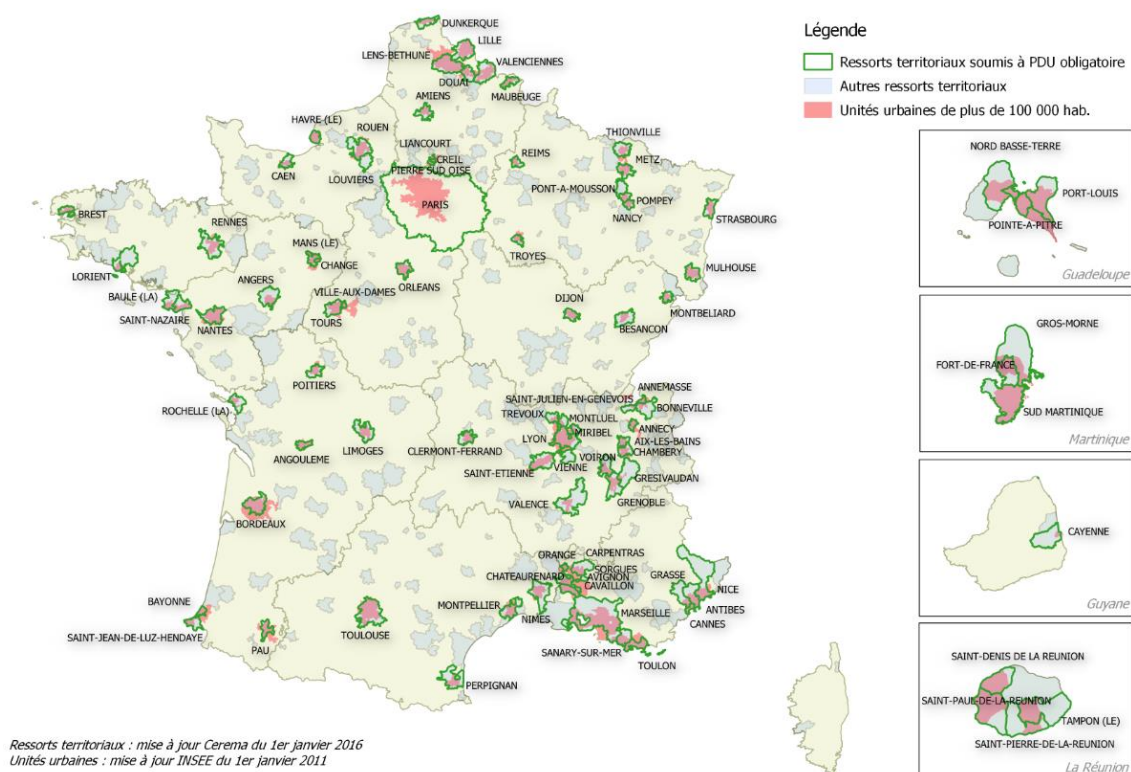 Légende
Ressorts territoriaux soumis à PDU obligatoire
Autres ressorts territoriaux
Unités urbaines de plus de 100 000 hab.
DUNKERQUE
LILLE
LENS-BETHUNE
VALENCIENNES
DOUAI
MAUBEUGE
AMIENS
HAVRE (LE)
ROUEN
THIONVILLE
LIANCOURT
REIMS
METZ
CREIL
CAEN
PIERRE SUD OISE
LOUVIERS
PONT-A-MOUSSON
POMPEY
PARIS
NANCY
STRASBOURG
BREST
RENNES
MANS (LE)
TROYES
CHANGE
MULHOUSE
LORIENT
ANGERS
ORLEANS
BAULE (LA)
VILLE-AUX-DAMES
DIJON
SAINT-NAZAIRE
MONTBELIARD
NANTES
TOURS
BESANCON
POITIERS
ANNEMASSE
SAINT-JULIEN-EN-GENEVOIS
BONNEVILLE
ROCHELLE (LA)
TREVOUX
MONTLUEL
ANNECY
MIRIBEL
LYON
AIX-LES-BAINS
ANGOULEME
LIMOGES
CLERMONT-FERRAND
CHAMBERY
VOIRON
SAINT-ETIENNE
VIENNE
GRESIVAUDAN
VALENCE
GRENOBLE
BORDEAUX
ORANGE
CARPENTRAS
SORGUES
CHATEAURENARD
AVIGNON
GRASSE
CAVAILLON
NICE
BAYONNE
MONTPELLIER
MARSEILLE
ANTIBES
NIMES
CANNES
SAINT-JEAN-DE-LUZ-HENDAYE
TOULOUSE
PAU
SANARY-SUR-MER
TOULON
PERPIGNAN
NORD BASSE-TERRE
PORT-LOUIS
POINTE-A-PITRE
Guadeloupe
GROS-MORNE
FORT-DE-FRANCE
SUD MARTINIQUE
Martinique
CAYENNE
Guyane
SAINT-DENIS DE LA REUNION
SAINT-PAUL-DE-LA-REUNION
TAMPON (LE)
SAINT-PIERRE-DE-LA-REUNION
La Réunion
Ressorts territoriaux : mise à jour Cerema du 1er janvier 2016
Unités urbaines : mise à jour INSEE du 1er janvier 2011